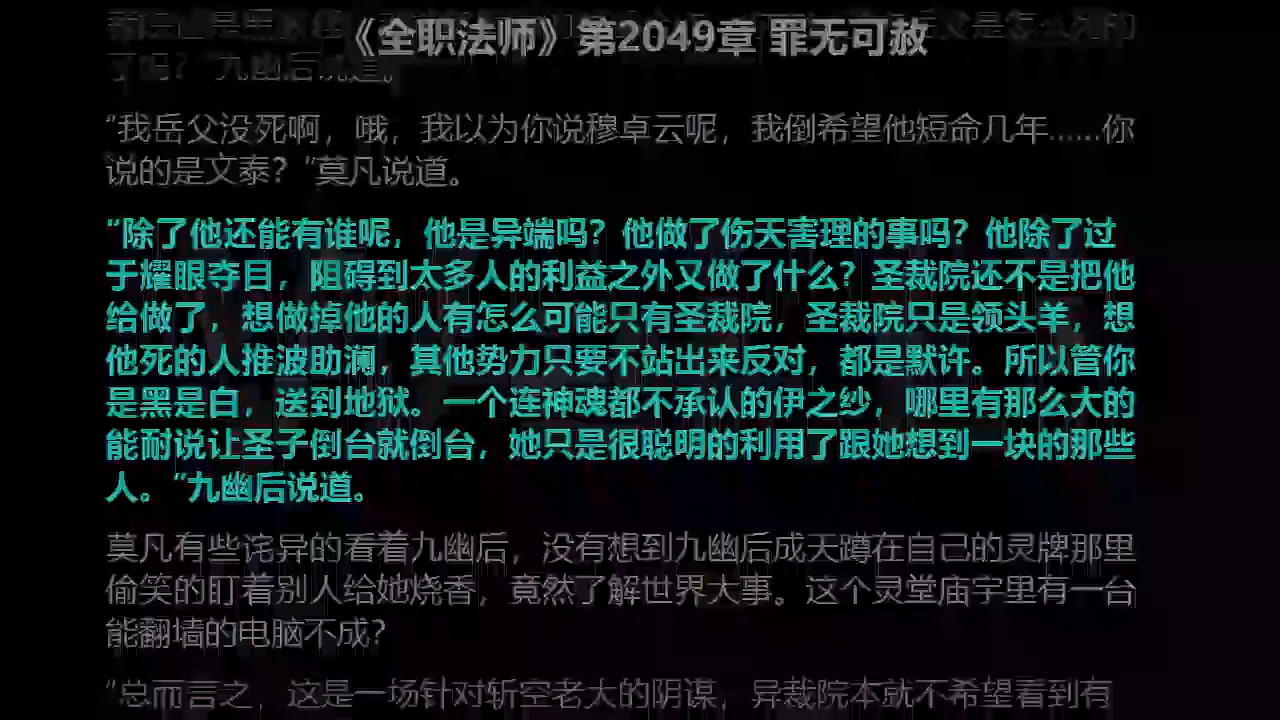 《全职法师》第2049章 罪无可赦
了吗？”九幽后说道。
“我岳父没死啊，哦，我以为你说穆卓云呢，我倒希望他短命几年……你
说的是文泰？”莫凡说道。
“除了他还能有谁呢，他是异端吗？他做了伤天害理的事吗？他除了过
于耀眼夺目，阻碍到太多人的利益之外又做了什么？圣裁院还不是把他
给做了，想做掉他的人有怎么可能只有圣裁院，圣裁院只是领头羊，想
他死的人推波助澜，其他势力只要不站出来反对，都是默许。所以管你
是黑是白，送到地狱。一个连神魂都不承认的伊之纱，哪里有那么大的
能耐说让圣子倒台就倒台，她只是很聪明的利用了跟她想到一块的那些
人。”九幽后说道。
莫凡有些诧异的看着九幽后，没有想到九幽后成天蹲在自己的灵牌那里
偷笑的盯着别人给她烧香，竟然了解世界大事。这个灵堂庙宇里有一台
能翻墙的电脑不成？
“总而言之，这是一场针对斩空老大的阴谋，异裁院本就不希望看到有